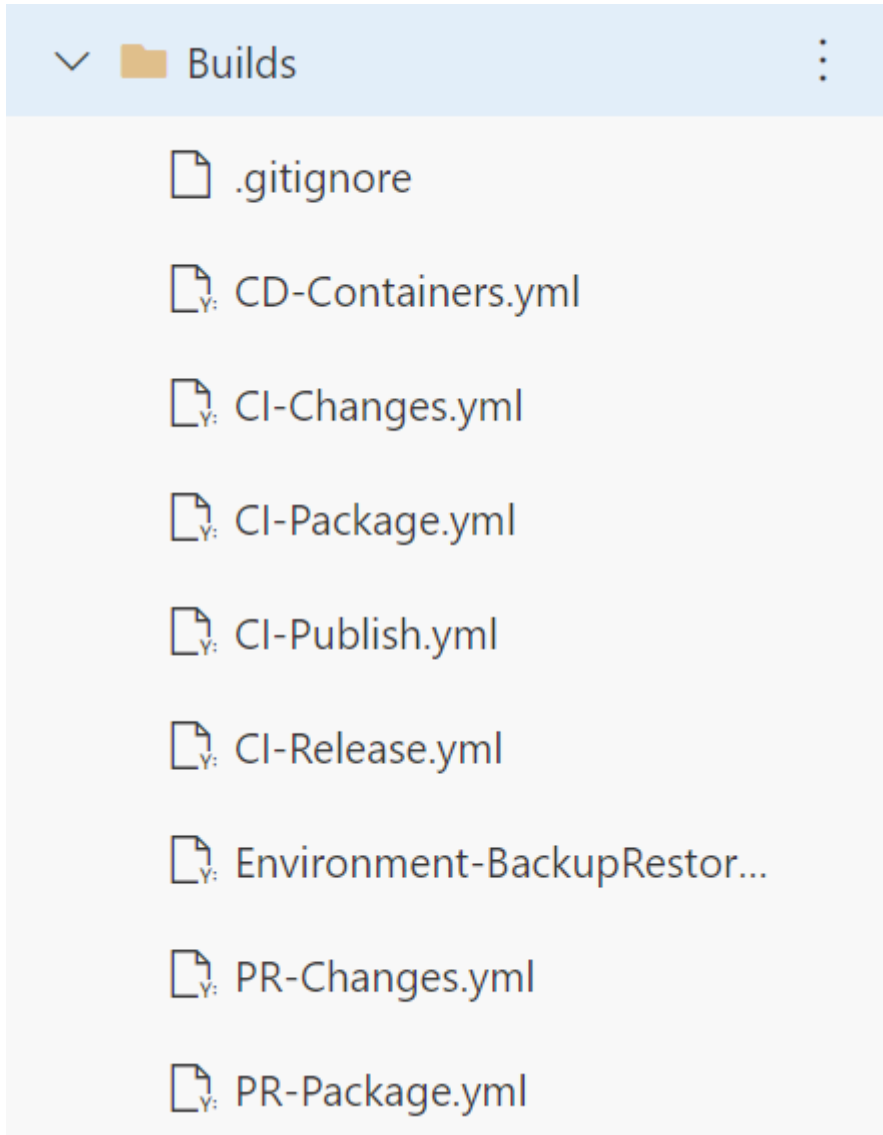 Builds
.gitignore
CD-Containers.yml
CI-Changes.yml
CI-Package.yml
CI-Publish.yml
CI-Release.yml
Environment-BackupRestor...
PR-Changes.yml
PR-Package.yml